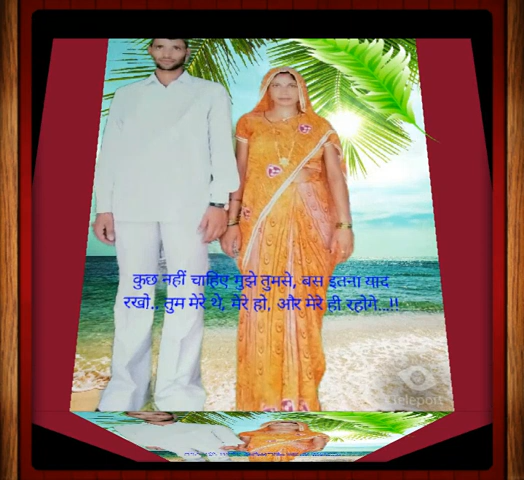 कुछ नहीं चाहिए मुझे तुमसे, बस इतना याद
रखो.. तुम मेरे थे, मेरे हो, और मेरे ही रहोगे...!!